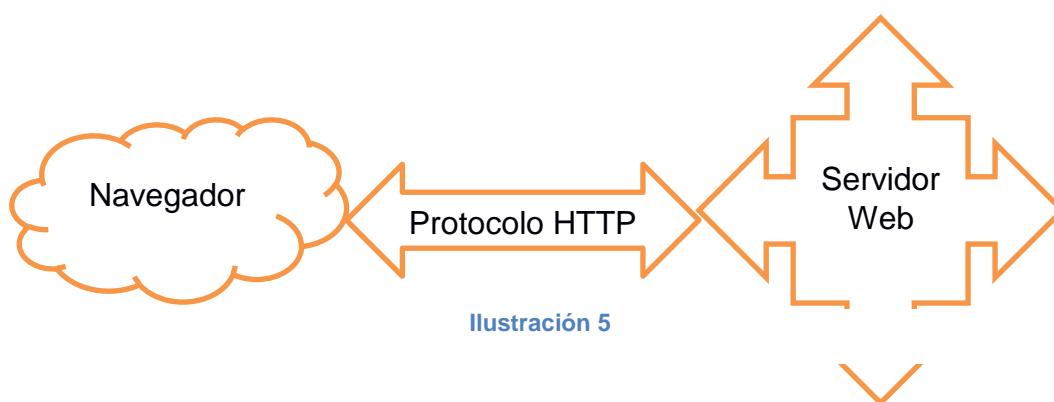 Navegador
Protocolo HTTP
Servidor
Web
Ilustración 5